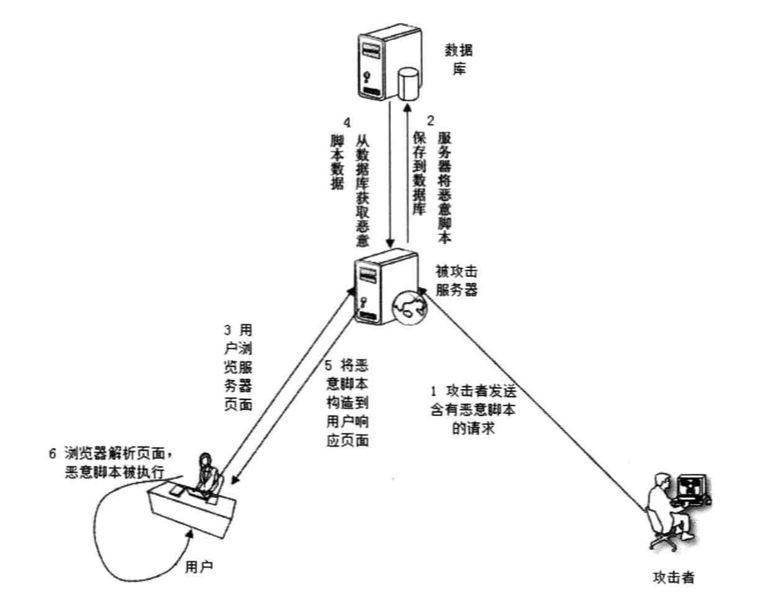 数据
库
4
从数据库获取恶意
脚本数据
2
服务器将恶意脚本
保存到数据库
被攻击
服务器
3 用
户浏
览服
务器
页面
5 将恶
意脚本
构造到
用户响
应页面
1 攻击者发送
含有恶意脚本
的请求
6 浏览器解析页面，
恶意脚本被执行
用户
攻击者